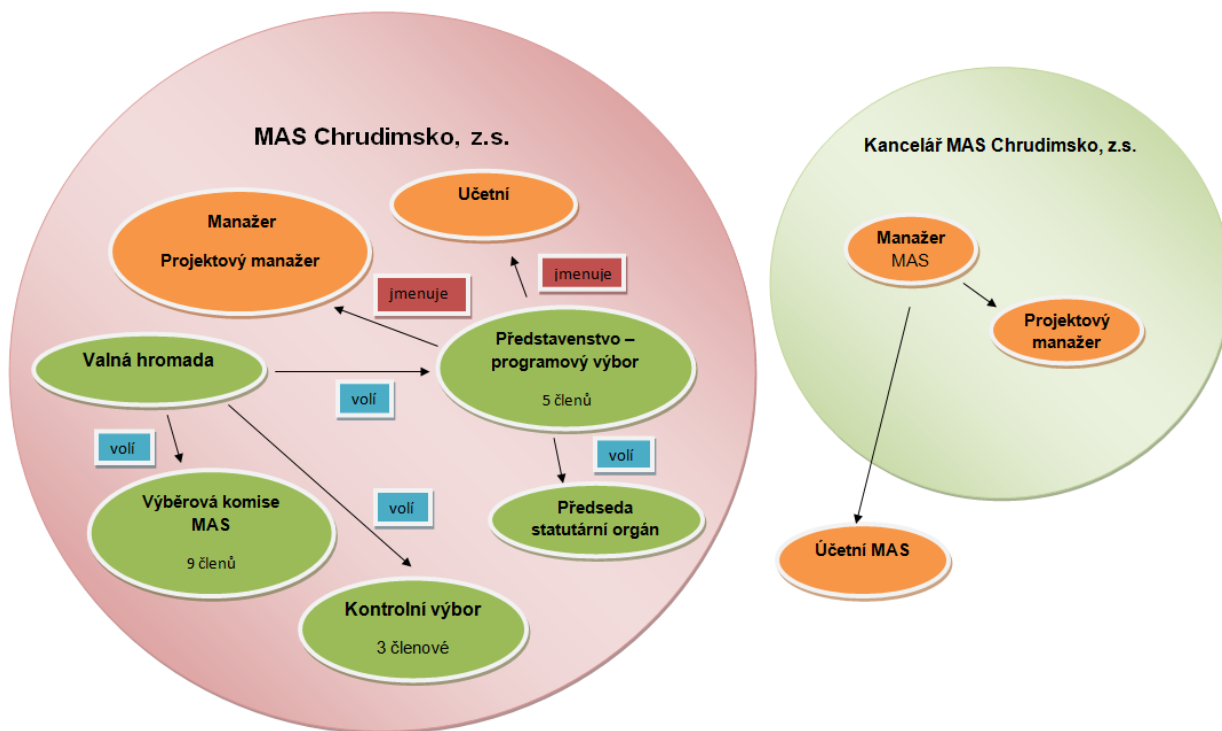 MAS Chrudimsko, z.s.
Učetní
Manažer
Projektový manažer
jmenuje
jmenuje
Představenstvo –
programový výbor
5 členů
Valná hromada
volí
volí
volí
Výběrová komise
MAS
9 členů
volí
Předseda
statutární orgán
Kontrolní výbor
3 členové
Kancelář MAS Chrudimsko, z.s.
Manažer
MAS
Projektový
manažer
Účetní MAS